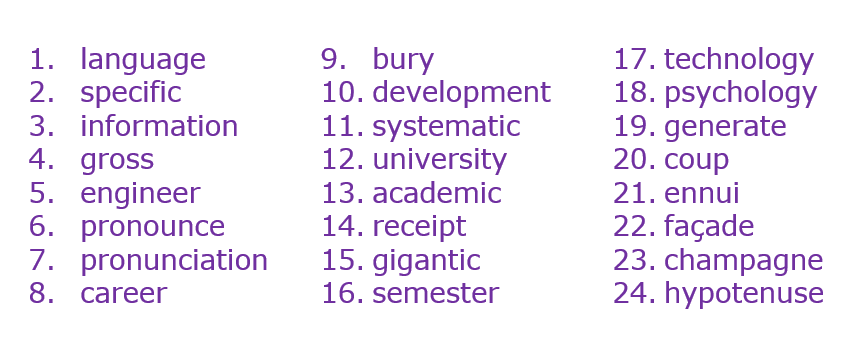 1. language
2. specific
3. information
4. gross
5. engineer
6. pronounce
7. pronunciation
8. career
9. bury
10. development
11. systematic
12. university
13. academic
14. receipt
15. gigantic
16. semester
17. technology
18. psychology
19. generate
20. coup
21. ennui
22. façade
23. champagne
24. hypotenuse